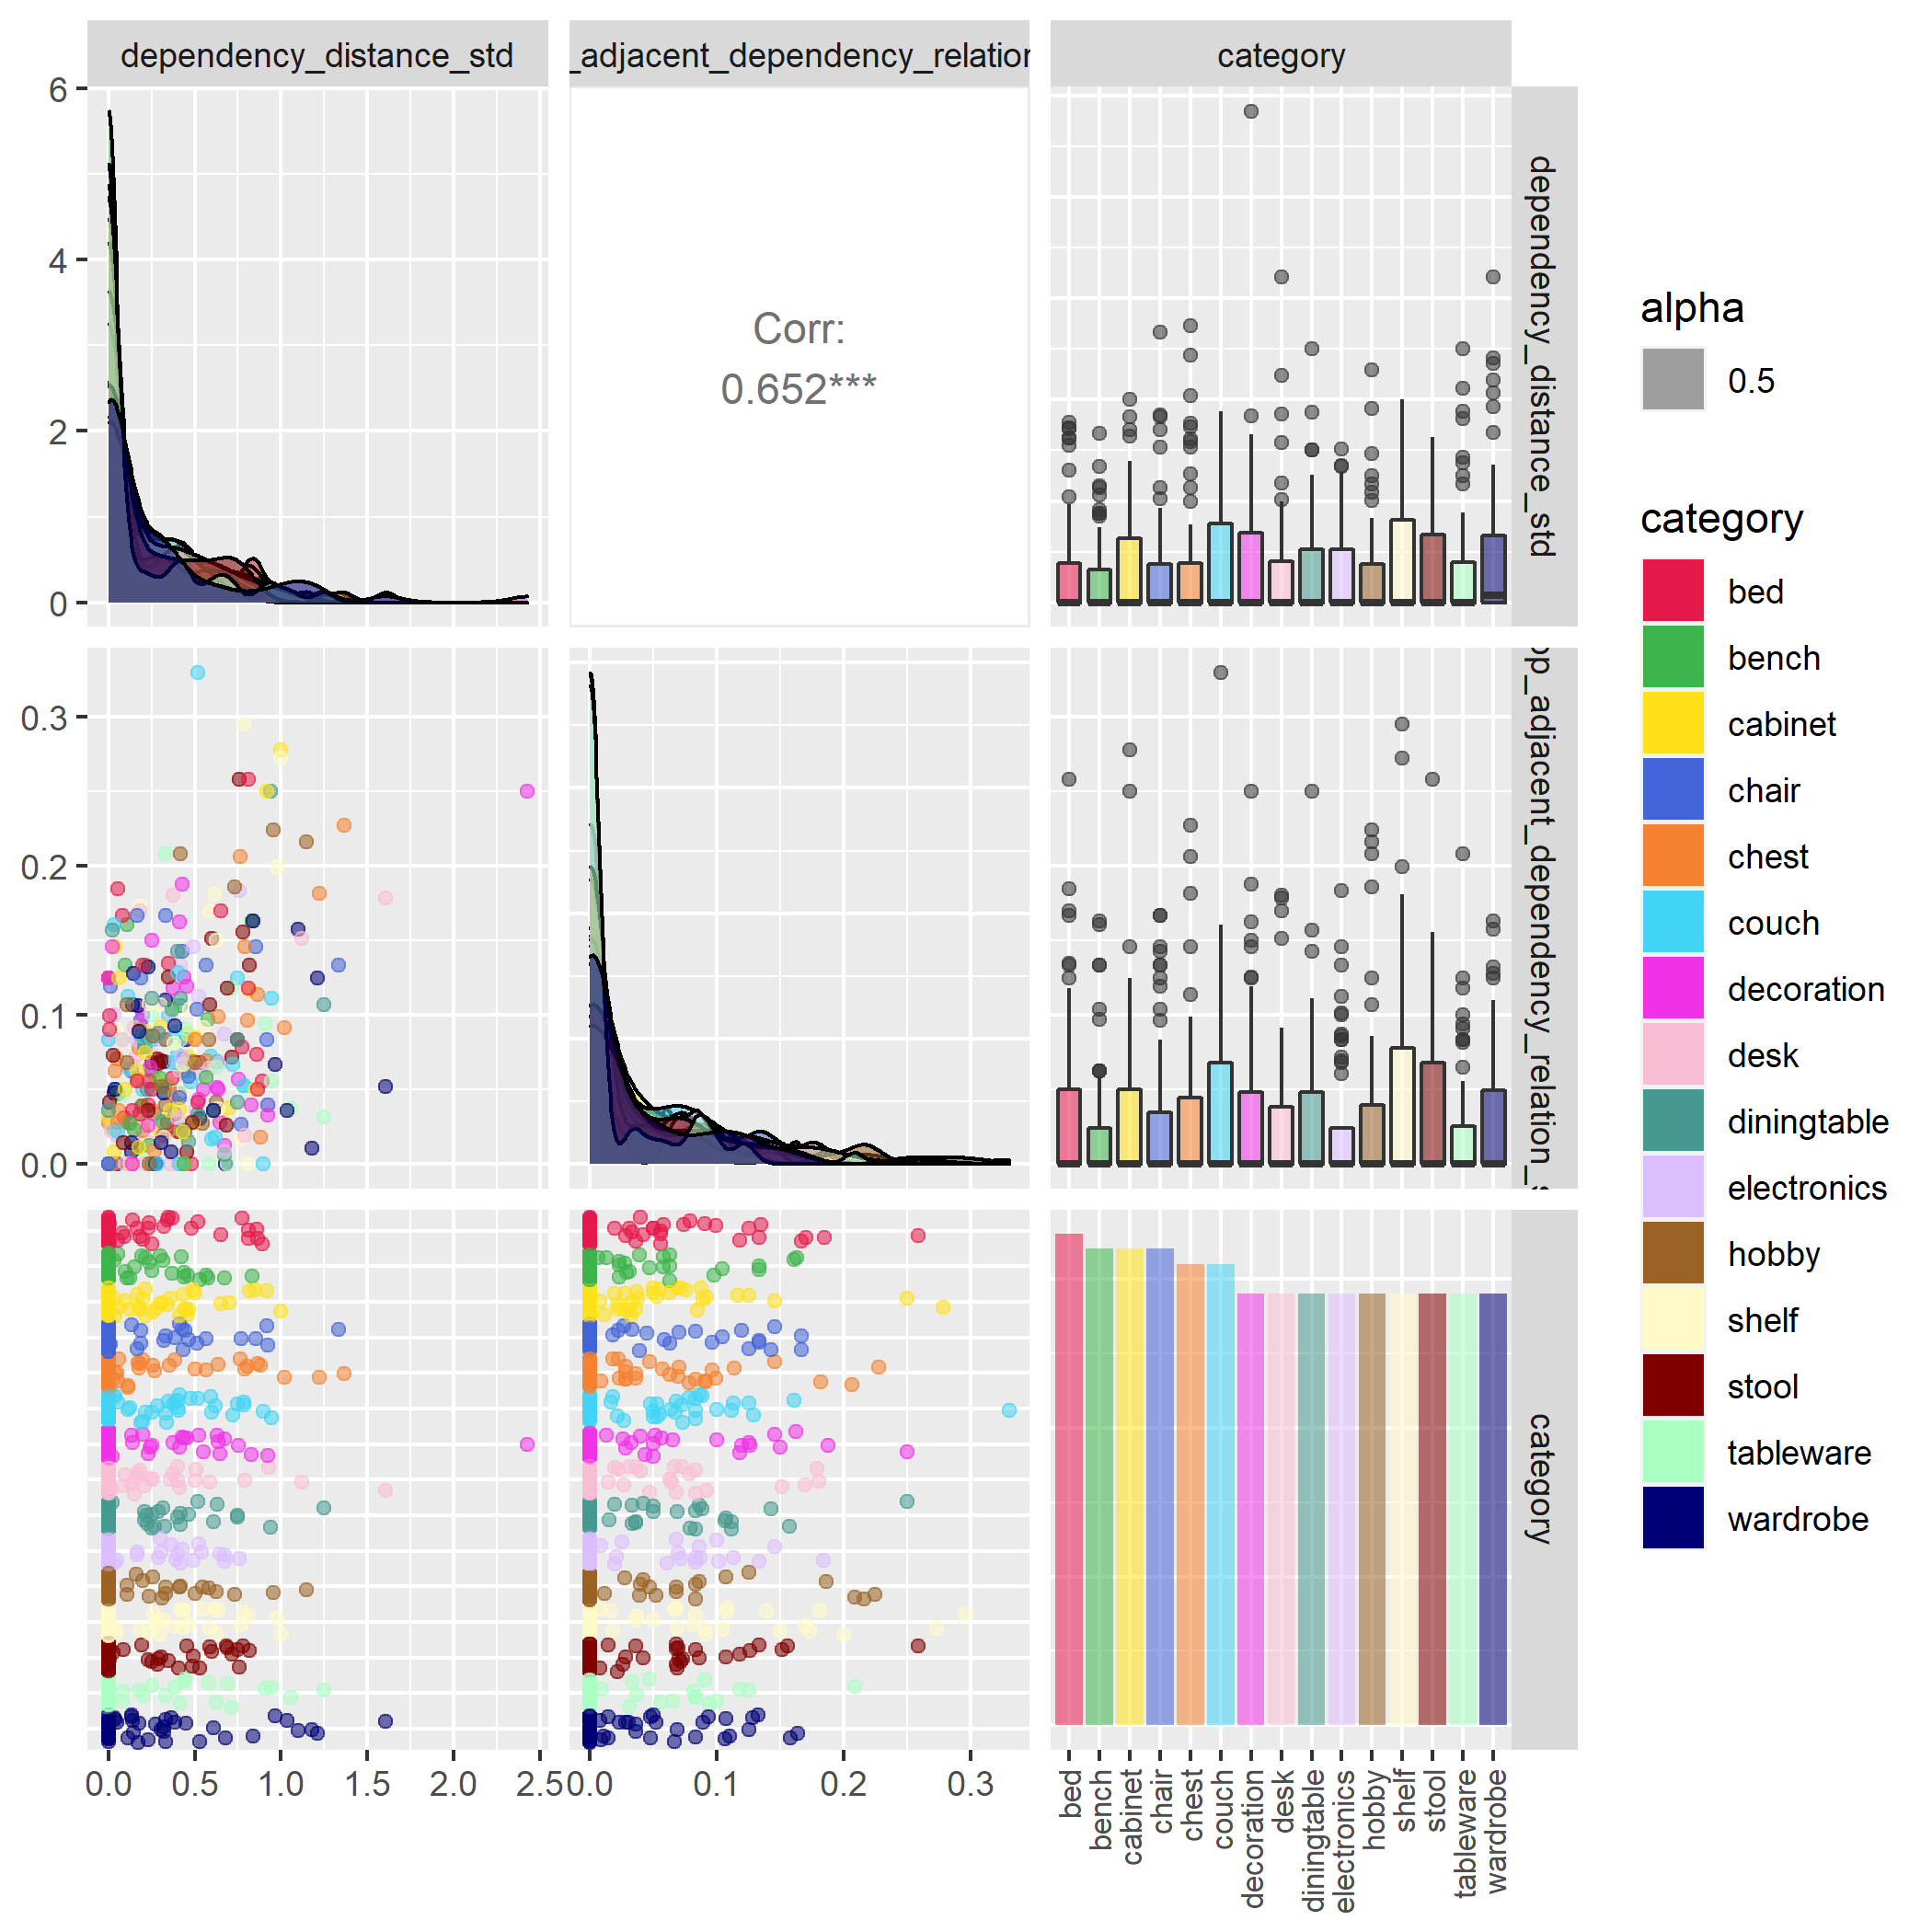 dependency_distance_std
_adjacent_dependency_relation
category
6
4
2
0
Corr:
0.652***
dependency_distance_std
0.3
0.2
0.1
0.0
op_adjacent_dependency_relation_s
category
0.0
0.5
1.0
1.5
2.0
2.5
0.0
0.1
0.2
0.3
bed
bench
cabinet
chair
chest
couch
decoration
desk
diningtable
electronics
hobby
shelf
stool
tableware
wardrobe
alpha
0.5
category
bed
bench
cabinet
chair
chest
couch
decoration
desk
diningtable
electronics
hobby
shelf
stool
tableware
wardrobe